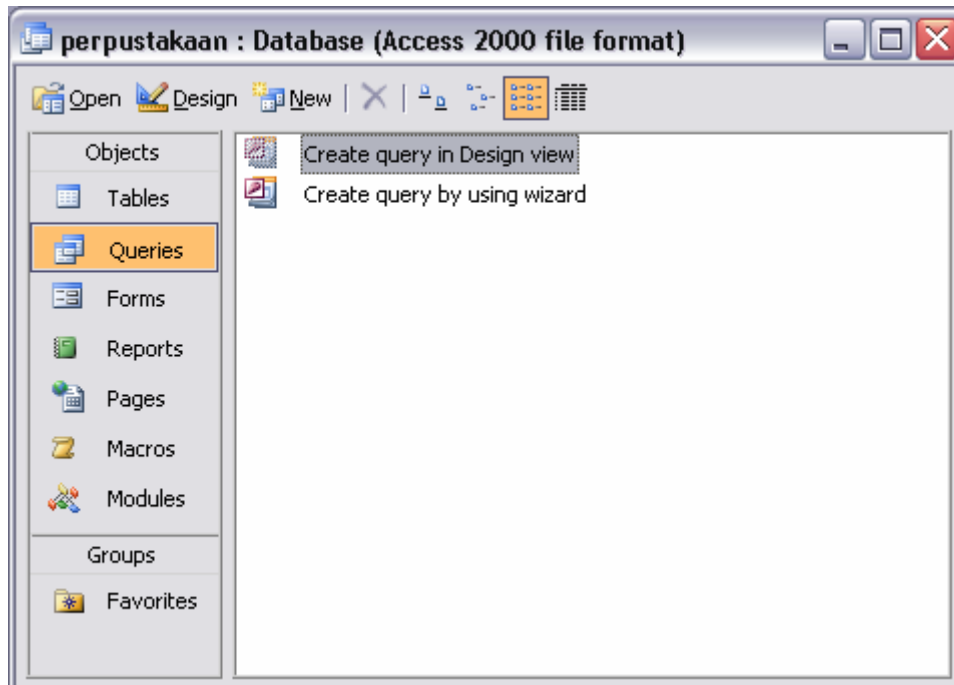 perpustakaan : Database (Access 2000 file format)
Open Design New
Objects
Tables
Queries
Forms
Reports
Pages
Macros
Modules
Groups
Favorites
Create query in Design view
Create query by using wizard